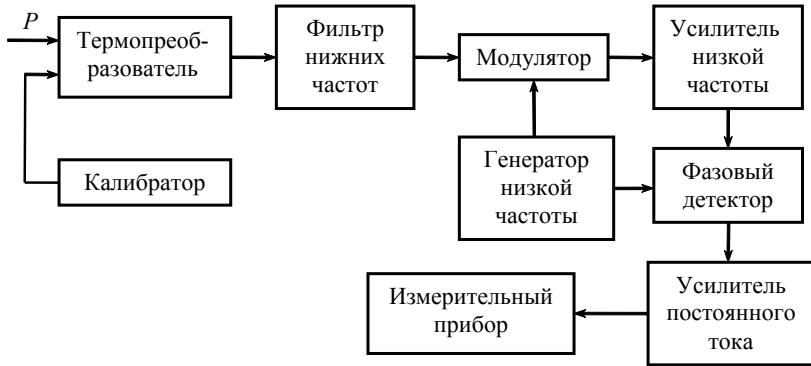 P
Термопреоб-
разователь
Фильтр
нижних
частот
Модулятор
Усилитель
низкой
частоты
Калибратор
Генератор
низкой
частоты
Фазовый
детектор
Измерительный
прибор
Усилитель
постоянного
тока